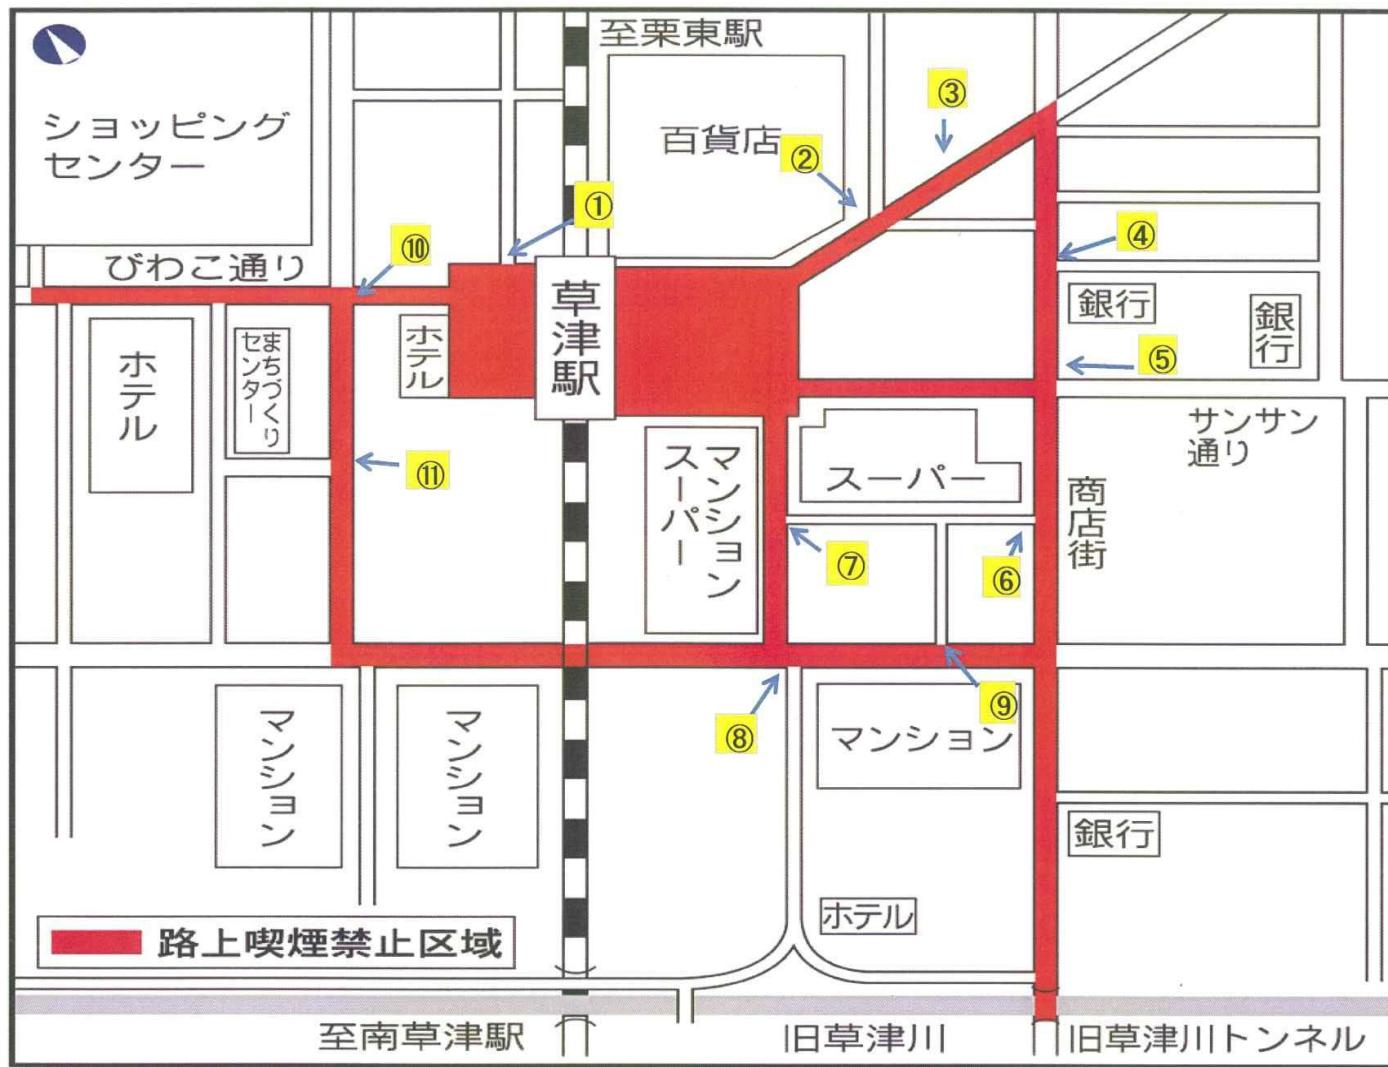 至栗東駅
ショッピング
センター
百貨店
③
②
①
④
⑩
びわこ通り
草津駅
銀行
銀行
⑤
ホテル
まちづくり
センター
ホテル
サンサン
通り
マンション
スーパー
スーパー
商店街
⑪
⑦
⑥
⑨
⑧
マンション
マンション
マンション
銀行
ホテル
路上喫煙禁止区域
至南草津駅
旧草津川
旧草津川トンネル